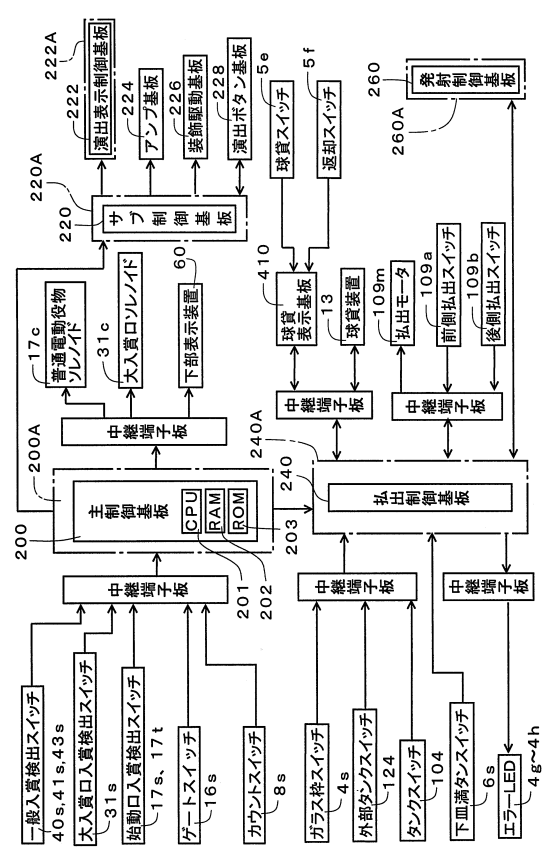 一般入賞検出スイッチ
40s,41s,43s
大入賞口入賞検出スイッチ
31s
始動口入賞検出スイッチ
17s、17t
ゲートスイッチ
16s
カウントスイッチ
8s
中継端子板
200
200A
主制御基板
CPU
RAM
ROM
201
202
203
中継端子板
17c
普通電動役物
ソレノイド
31c
大入賞口ソレノイド
60
下部表示装置
220A
220
サブ制御基板
222A
222
演出表示制御基板
224
アンプ基板
226
装飾駆動基板
228
演出ボタン基板
ガラス枠スイッチ
4s
外部タンクスイッチ
124
タンクスイッチ
104
下皿満タンスイッチ
6s
エラーLED
4g~4h
中継端子板
中継端子板
240A
240
払出制御基板
中継端子板
中継端子板
410
球貸
表示基板
13
球貸装置
109m
払出モータ
109a
前側払出スイッチ
109b
後側払出スイッチ
5e
球貸スイッチ
5f
返却スイッチ
260
発射制御基板
260A